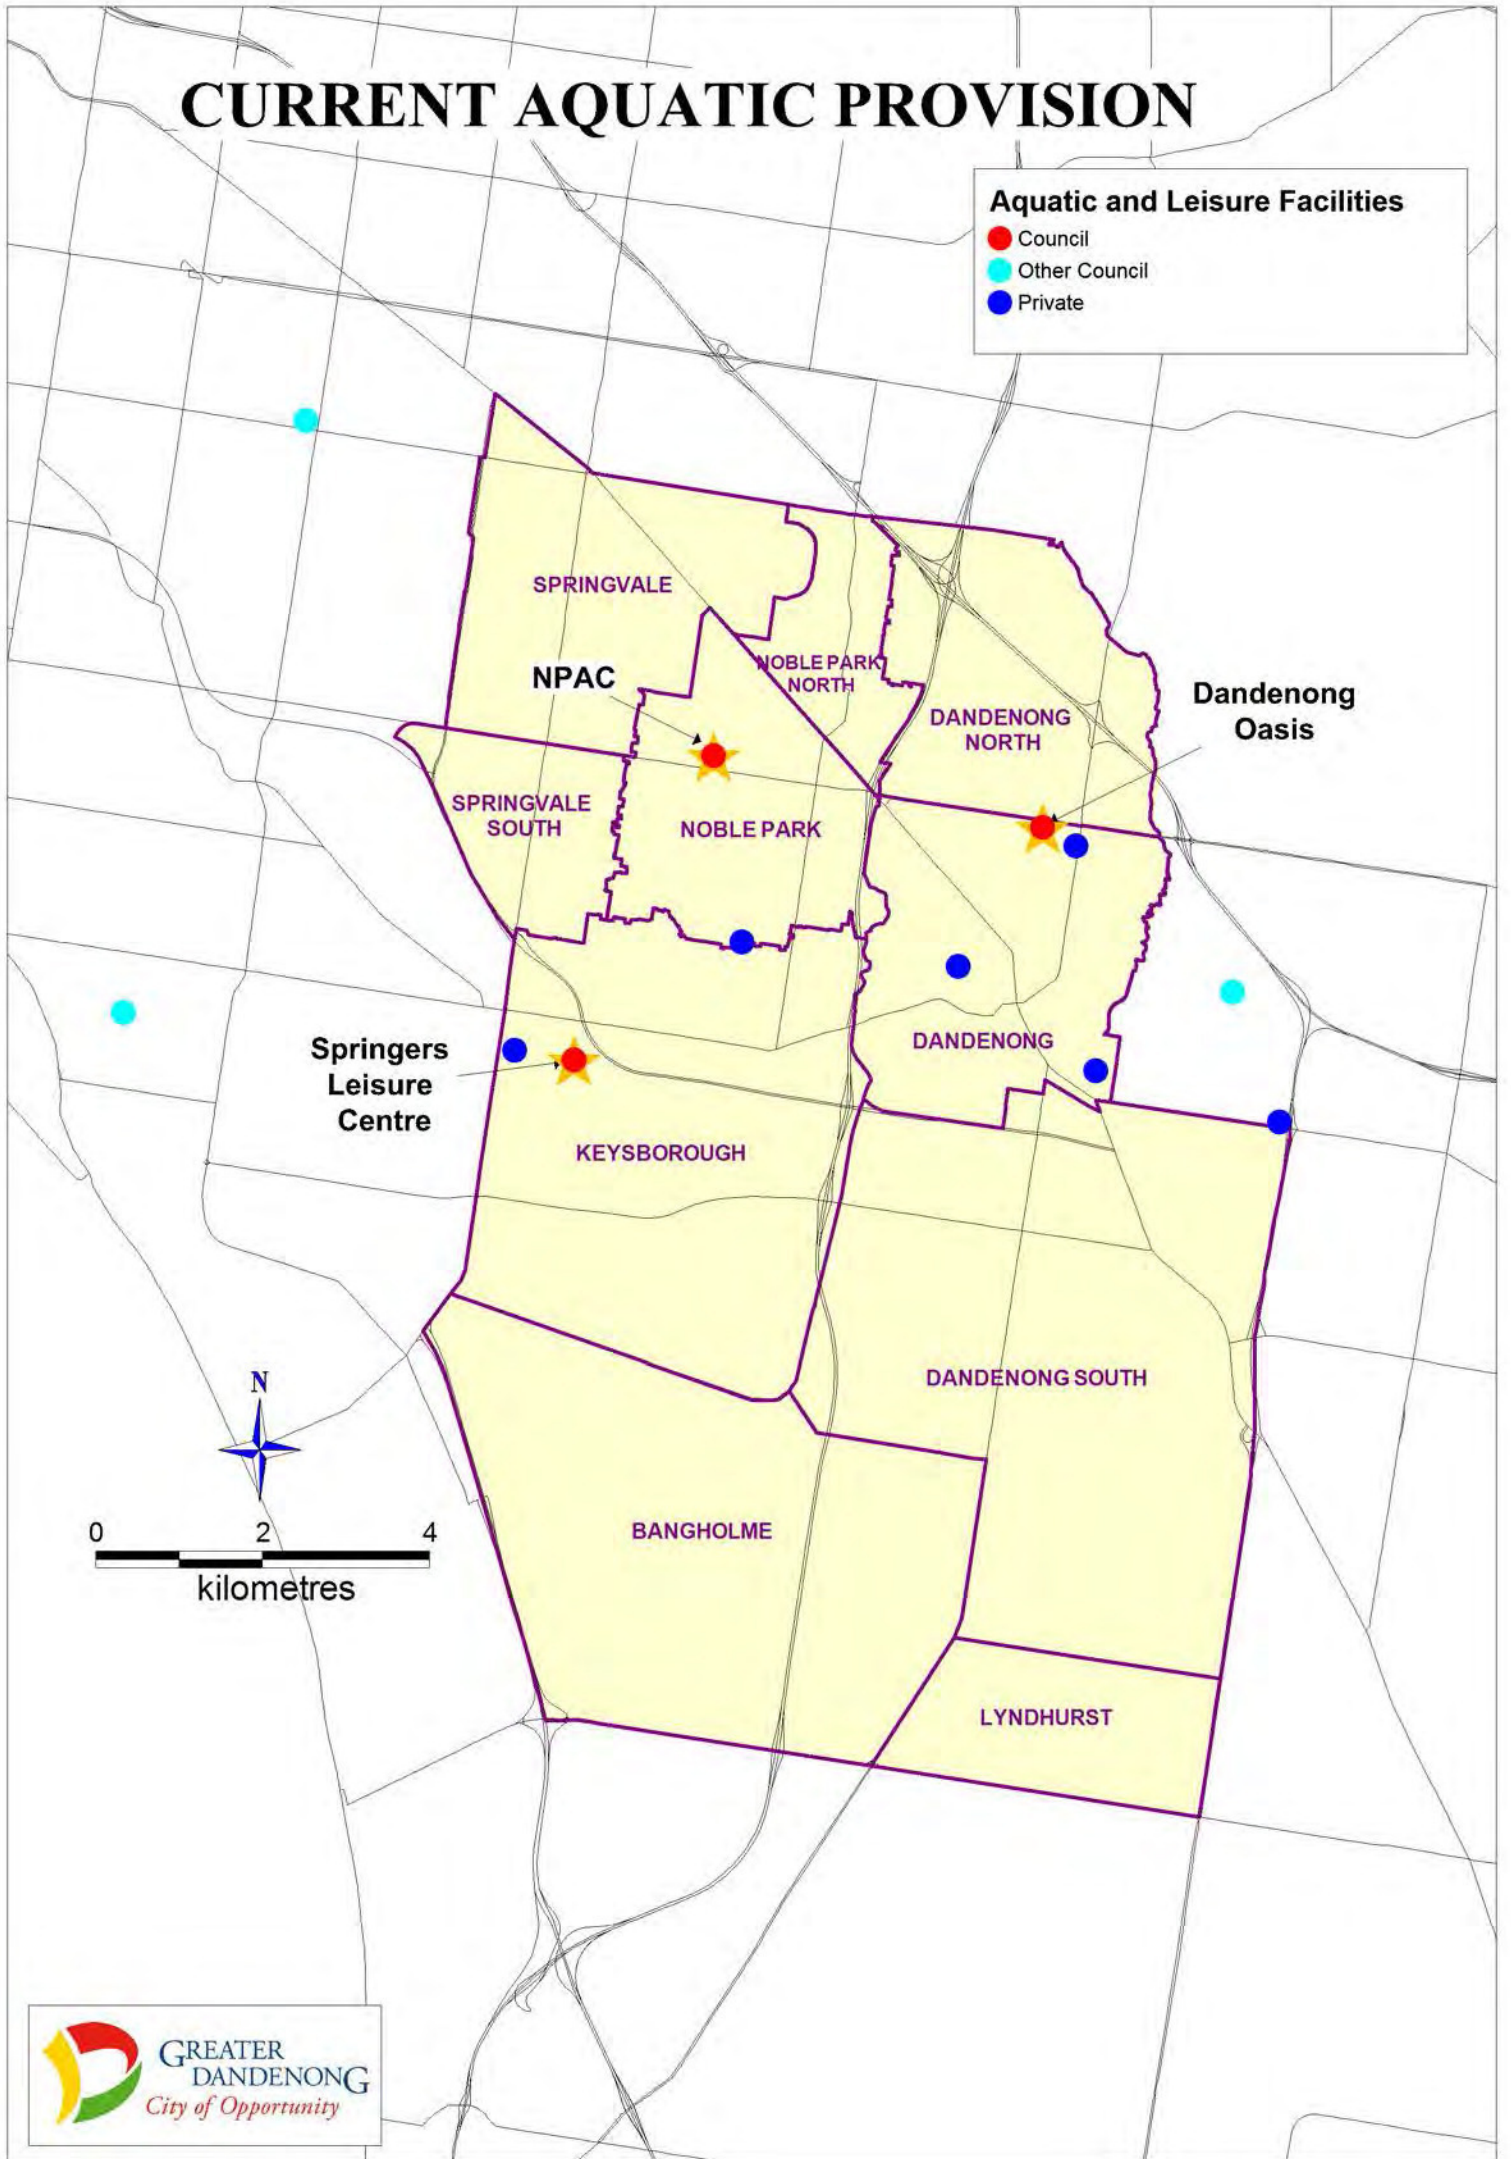 CURRENT AQUATIC PROVISION
Aquatic and Leisure Facilities
Council
Other Council
Private
SPRINGVALE
NPAC
NOBLE PARK
NORTH
Dandenong
Oasis
DANDENONG
NORTH
SPRINGVALE
SOUTH
NOBLE PARK
Springers
Leisure
Centre
DANDENONG
KEYSBOROUGH
DANDENONG SOUTH
N
BANGHOLME
0 2 4
kilometres
LYNDHURST
GREATER
DANDENONG
City of Opportunity